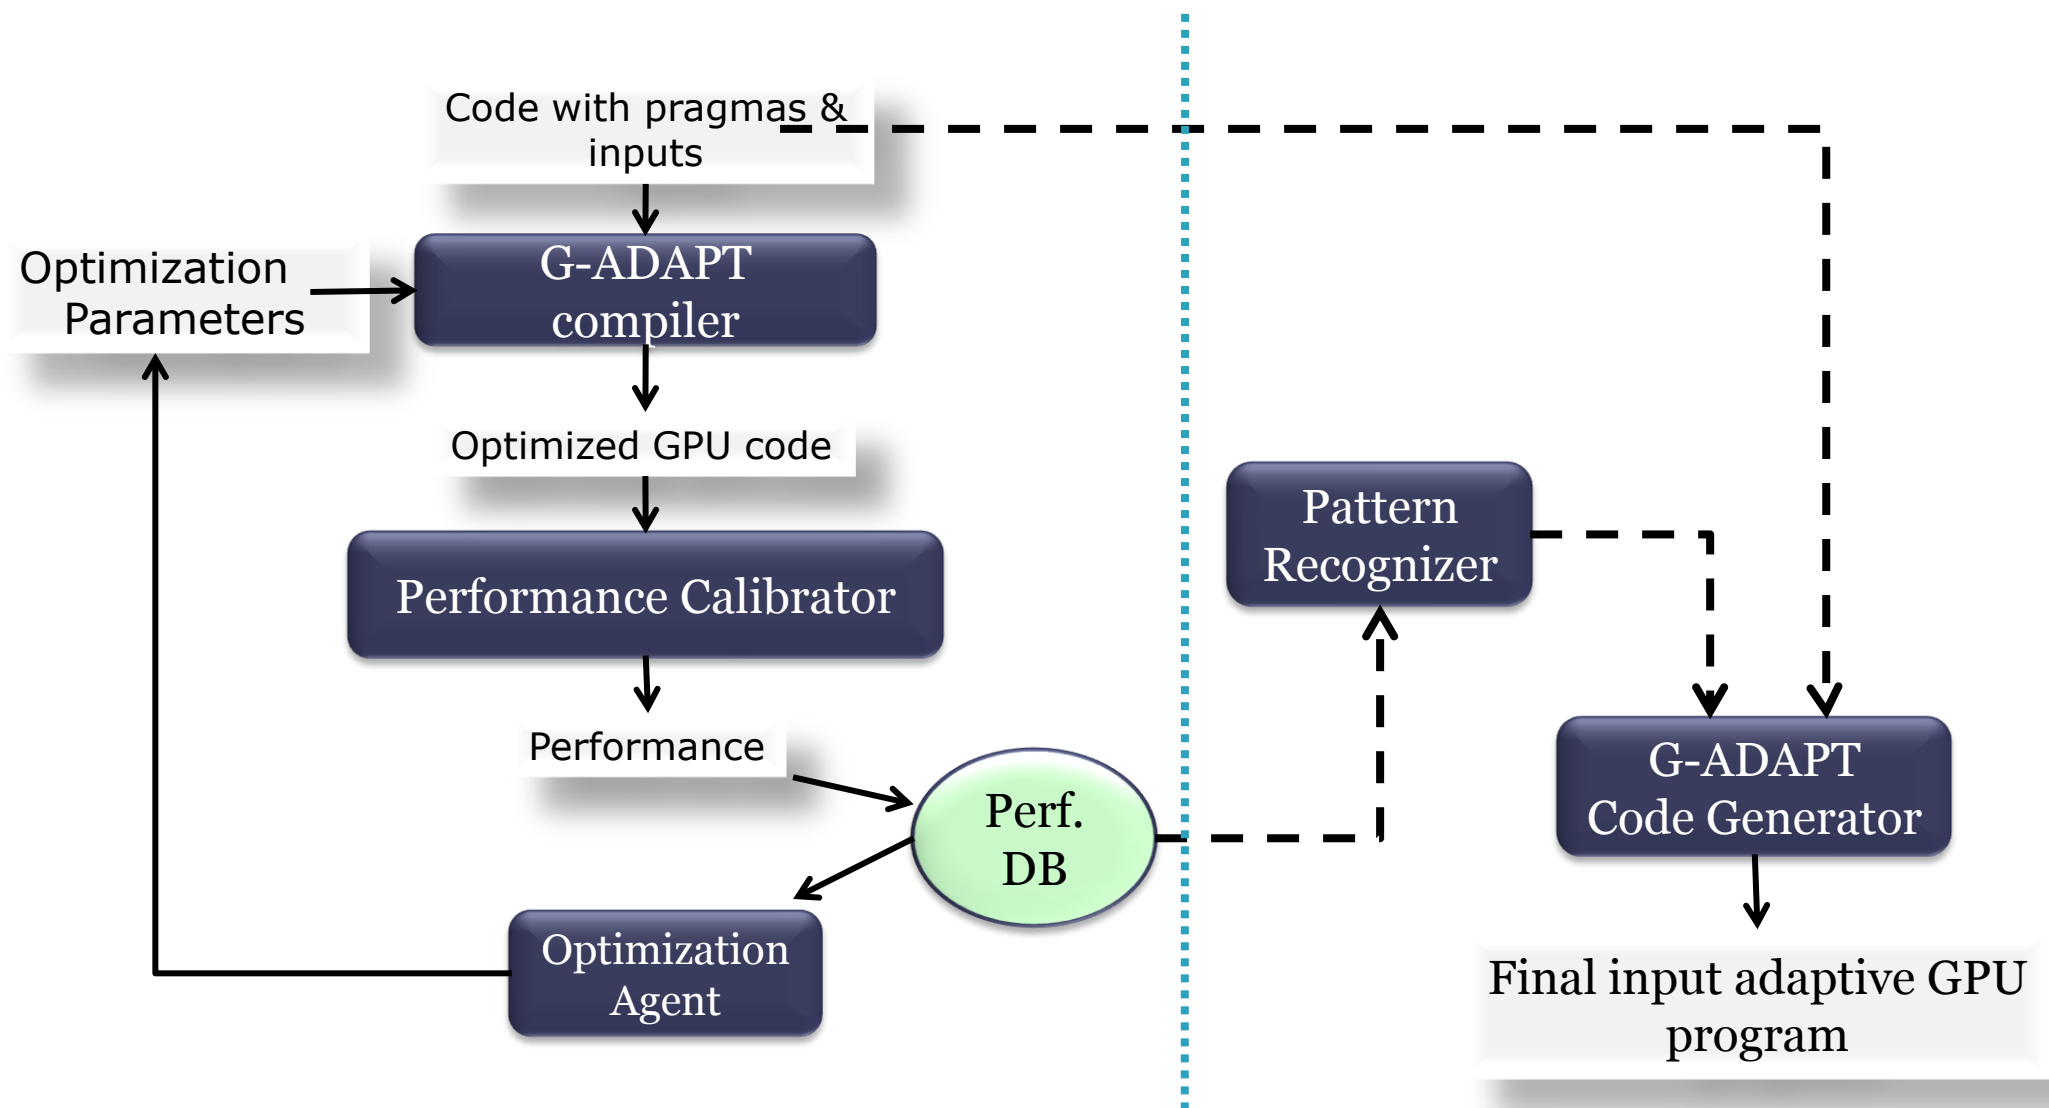 Code with pragmas &
inputs
Optimization
Parameters
G-ADAPT
compiler
Optimized GPU code
Performance Calibrator
Performance
Perf.
DB
Optimization
Agent
Pattern
Recognizer
G-ADAPT
Code Generator
Final input adaptive GPU
program